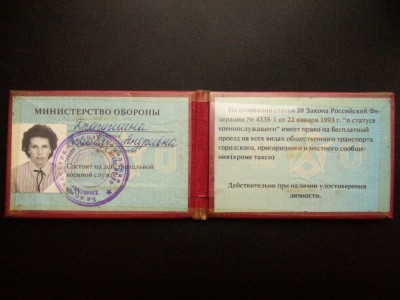 МИНИСТЕРСТВО ОБОРОНЫ
Состоит на действительной
военной службе
На основании статьи 20 Закона Российской Фе
дерации № 4338-1 от 22 января 1993 г. "о статусе
военнослужащего" имеет право на бесплатный
проезд на всех видах общественного транспорта
городского, пригородного и местного сообще-
ния(кроме такси)
Действительно при наличии удостоверения
личности.